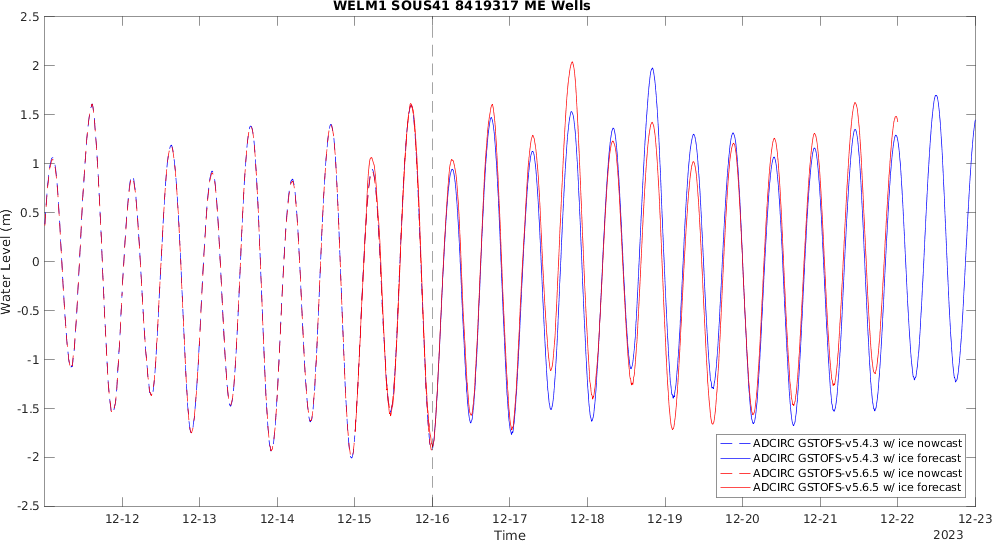 WELM1 SOUS41 8419317 ME Wells
2.5
2
1.5
1
0.5
0
-0.5
-1
-1.5
-2
-2.5
Water Level (m)
ADCIRC GSTOFS-v5.4.3 w/ ice nowcast
ADCIRC GSTOFS-v5.4.3 w/ ice forecast
ADCIRC GSTOFS-v5.6.5 w/ ice nowcast
ADCIRC GSTOFS-v5.6.5 w/ ice forecast
12-12 12-13 12-14 12-15 12-16 12-17 12-18 12-19 12-20 12-21 12-22 12-23
Time
2023